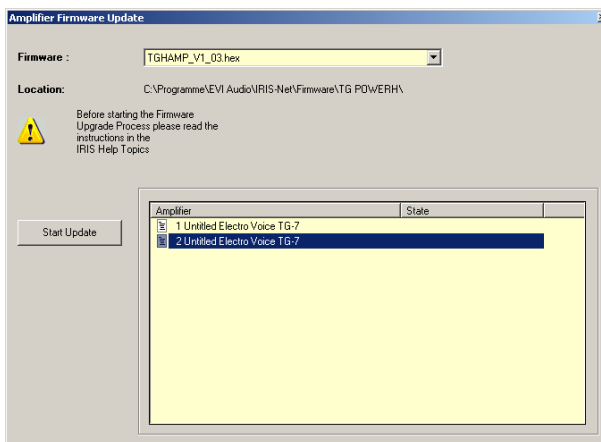 Amplifier Firmware Update
Firmware :
TGHAMP_V1_03.hex
Location:
C:\Programme\EVI Audio\IRIS-Net\Firmware\TG POWERH\
Before starting the Firmware
Upgrade Process please read the
instructions in the
IRIS Help Topics
Start Update
Amplifier State
1 Untitled Electro Voice TG-7
2 Untitled Electro Voice TG-7